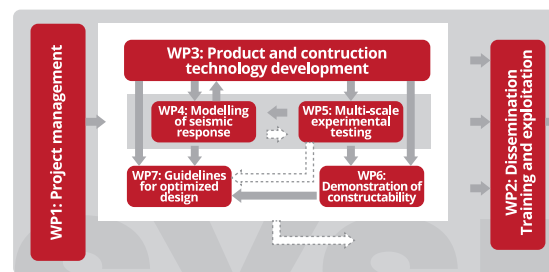 WP1: Project management
WP3: Product and contruction
technology development
WP4: Modelling
of seismic
response
WP5: Multi-scale
experimental
testing
WP7: Guidelines
for optimized
design
WP6:
Demonstration of
constructability
WP2: Dissemination
Training and exploitation